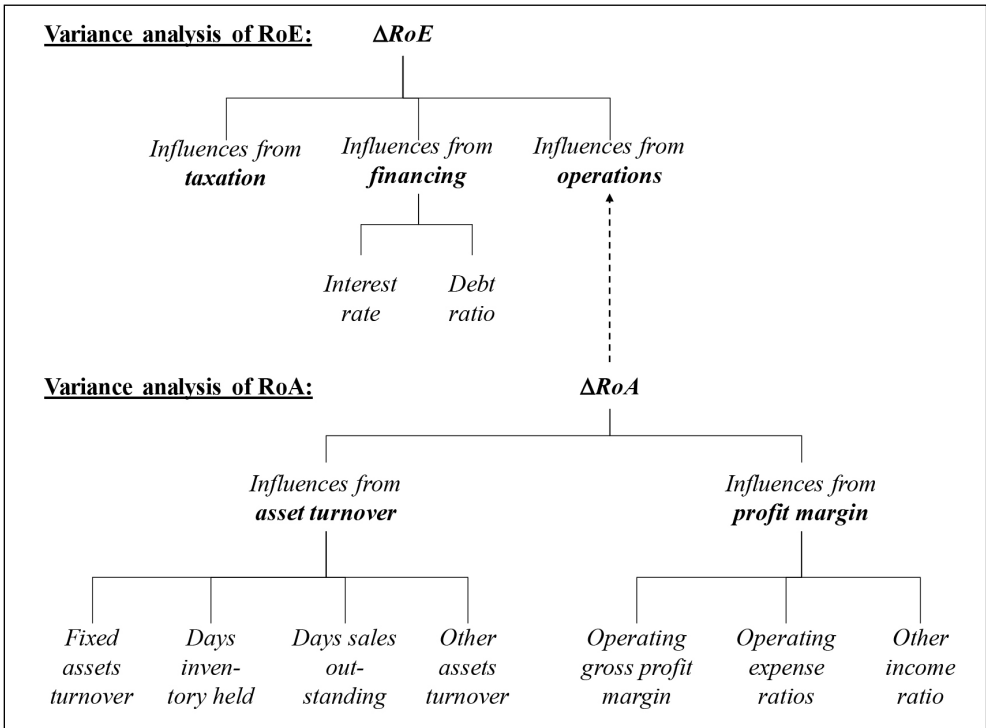 Variance analysis of RoE: ΔRoE
Influences from
taxation
Influences from
financing
Influences from
operations
Interest
rate
Debt
ratio
Variance analysis of RoA: ΔRoA
Influences from
asset turnover
Influences from
profit margin
Fixed
assets
turnover
Days
inven-
tory held
Days sales
out-
standing
Other
assets
turnover
Operating
gross profit
margin
Operating
expense
ratios
Other
income
ratio